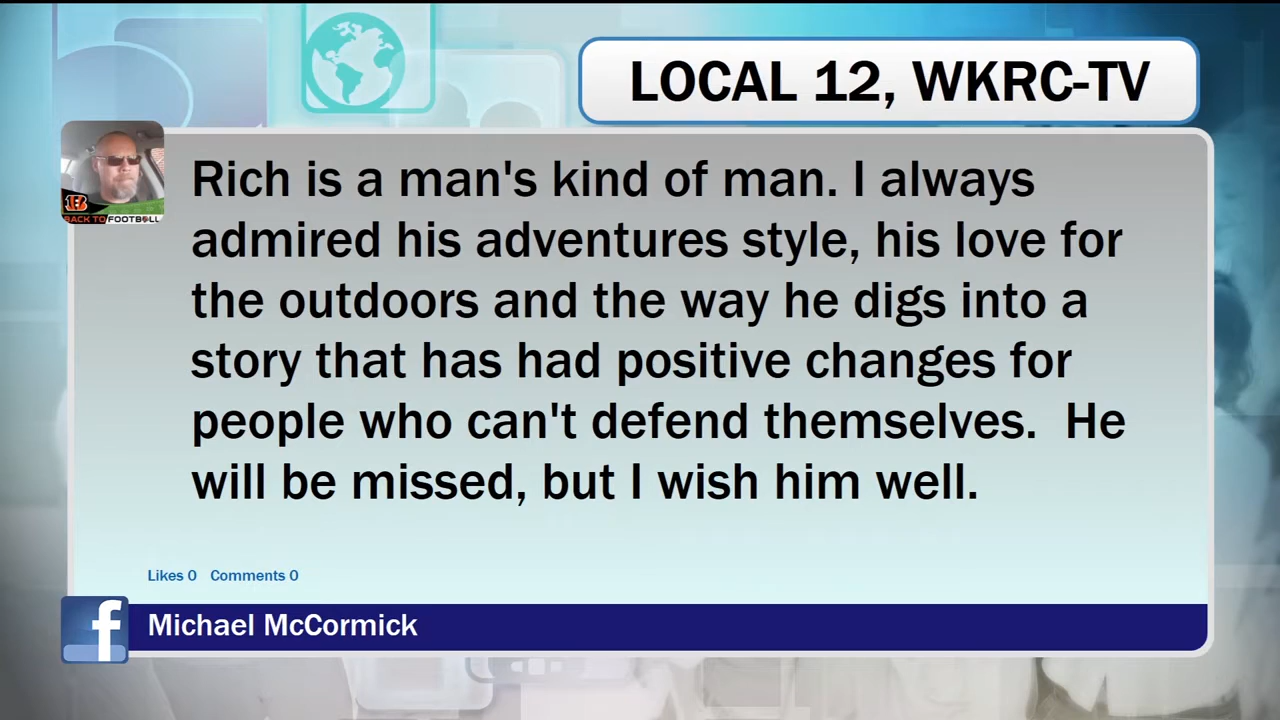 LOCAL 12, WKRC-TV
Rich is a man's kind of man. I always
admired his adventures style, his love for
the outdoors and the way he digs into a
story that has had positive changes for
people who can't defend themselves.  He
will be missed, but I wish him well.
BACK TO FOOTBALL
Likes 0   Comments 0
f
Michael McCormick